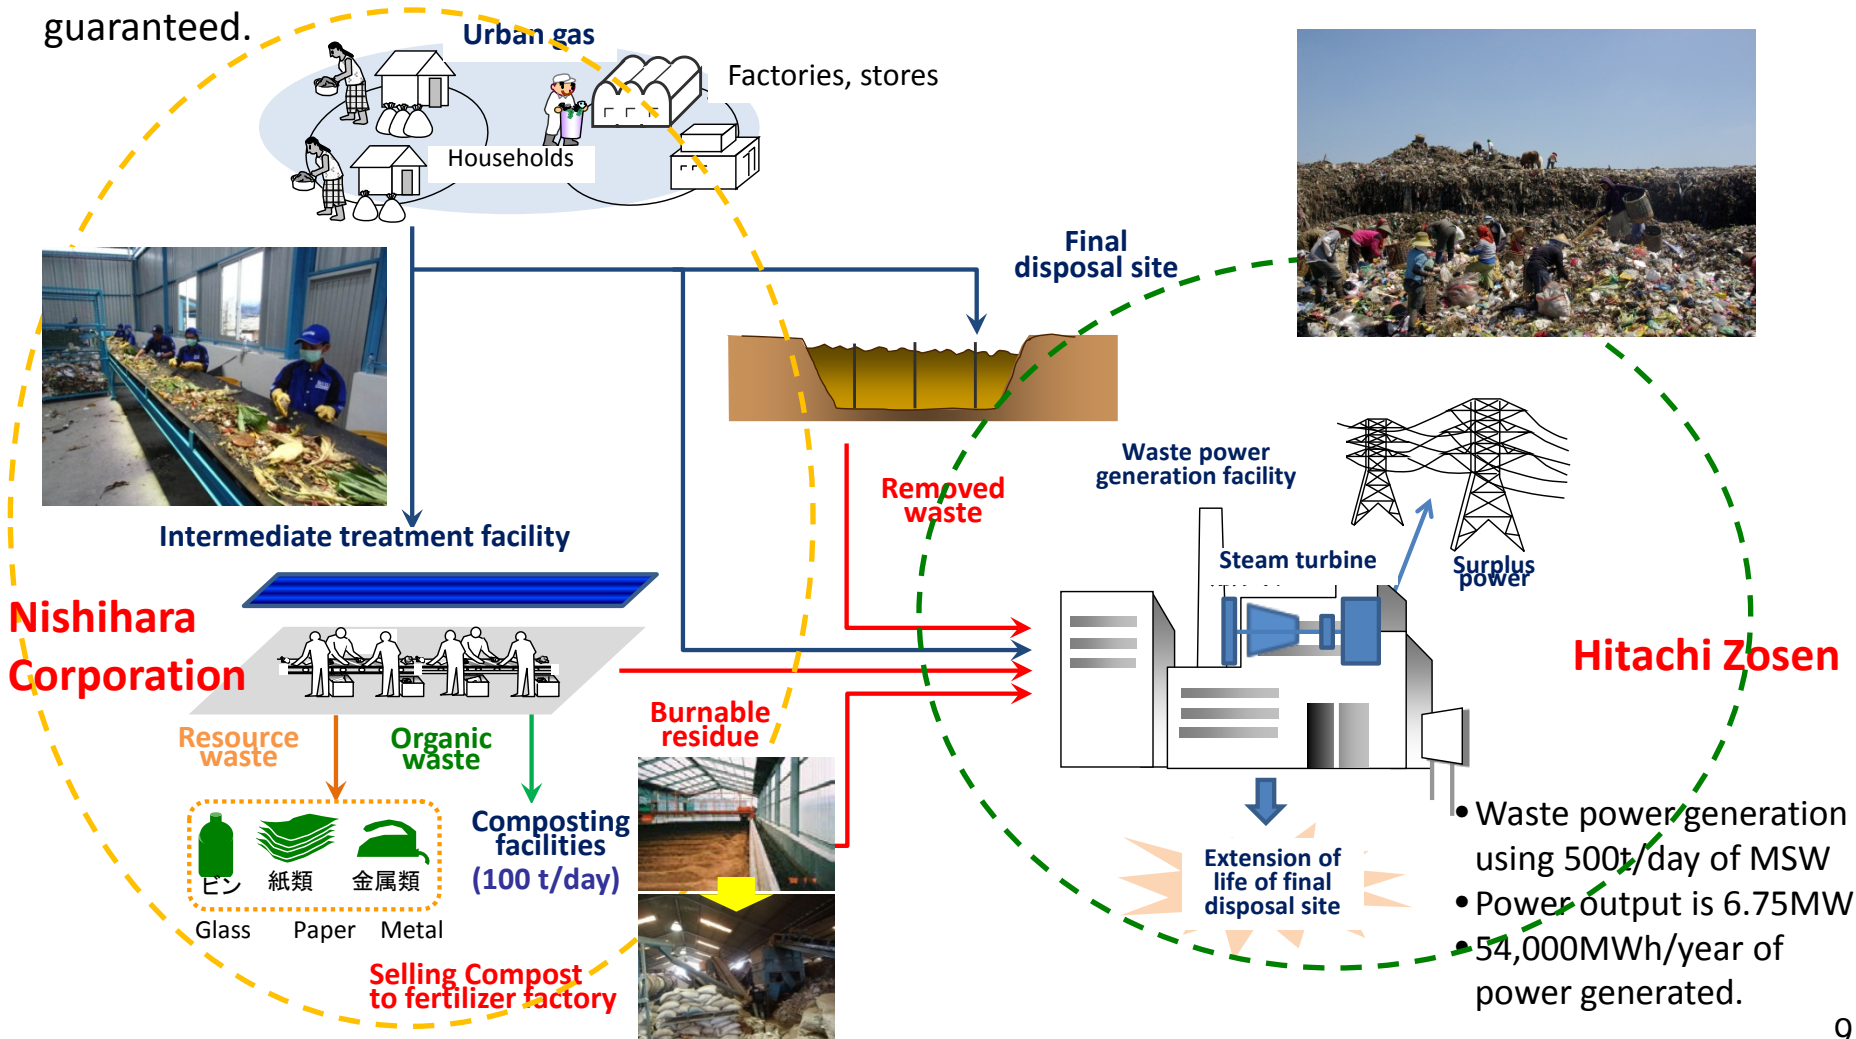 guaranteed.
Urban gas
Factories, stores
Households
Final
disposal site
Waste power
generation facility
Removed
waste
Intermediate treatment facility
Steam turbine
Surplus
power
Nishihara
Corporation
Hitachi Zosen
Resource
waste
Organic
waste
Burnable
residue
Composting
facilities
(100 t/day)
ビン 紙類 金属類
Glass Paper Metal
Selling Compost
to fertilizer factory
Extension of
life of final
disposal site
• Waste power generation
using 500t/day of MSW
• Power output is 6.75MW
• 54,000MWh/year of
power generated.
9